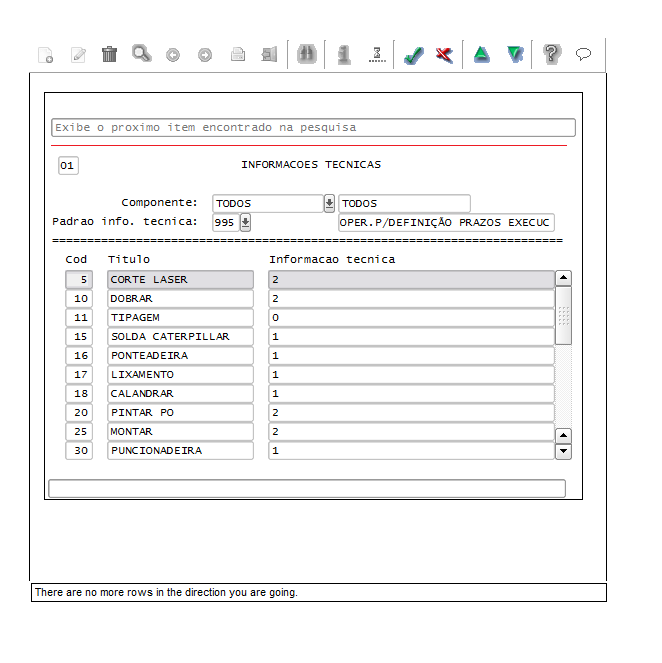 Exibe o proximo item encontrado na pesquisa
01 INFORMACOES TECNICAS
Componente: TODOS TODOS
Padrao info. tecnica: 995 OPER.P/DEFINIÇÃO PRAZOS EXECUC
================================================================
Cod Titulo Informacao tecnica
5 CORTE LASER 2
10 DOBRAR 2
11 TIPAGEM 0
15 SOLDA CATERPILLAR 1
16 PONTEADEIRA 1
17 LIXAMENTO 1
18 CALANDRAR 1
20 PINTAR PO 2
25 MONTAR 2
30 PUNCIONADEIRA 1
There are no more rows in the direction you are going.